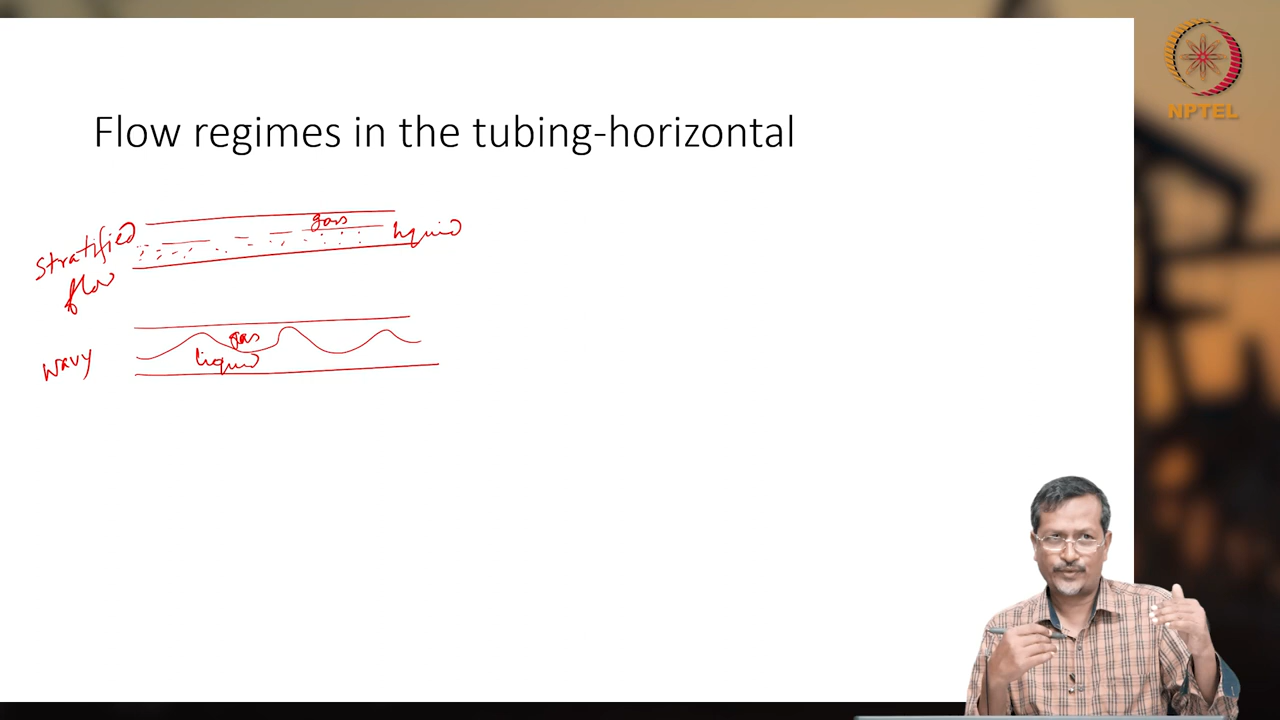 NPTEL
Flow regimes in the tubing-horizontal
Stratified
flow
gas
liquid
wavy
gas
liquid